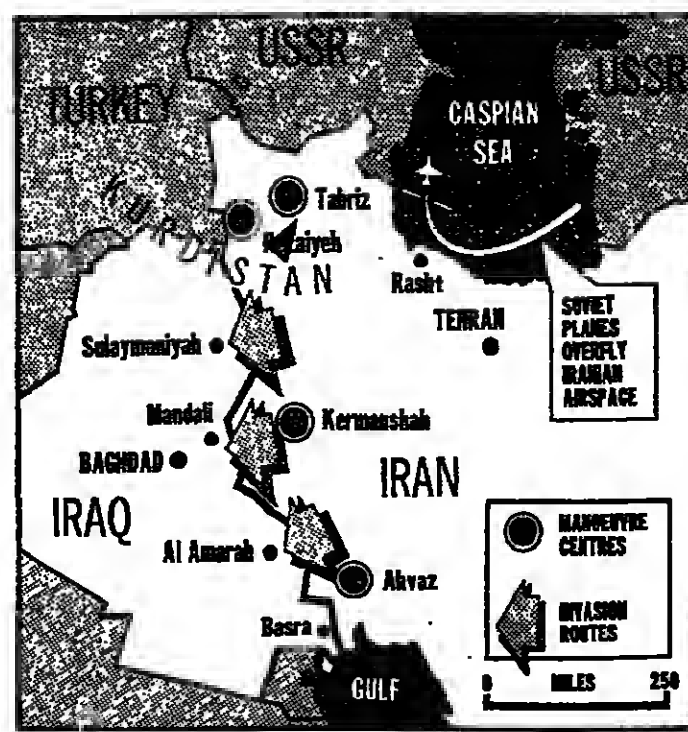 USSR
USSR
TURKEY
CASPIAN
SEA
KURDISTAN
Tabriz
Rasht
TEHRAN
SOVIET
PLANES
OVERFLY
IRANIAN
AIRSPACE
Sulaymaniyah
Mandali
Kermanshah
BAGHDAD
IRAN
IRAQ
MANOEUVRE
CENTRES
Al Amarah
Ahvaz
INVASION
ROUTES
Basra
GULF
0 MILES 250